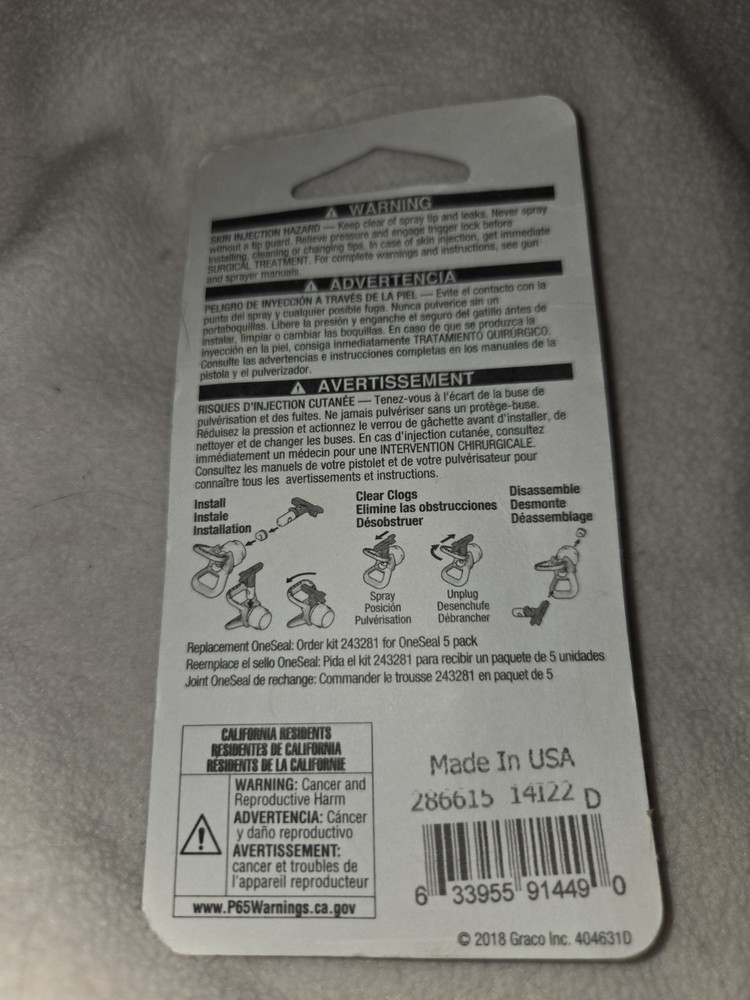 WARNING
SKIN INJECTION HAZARD — Keep clear of spray tip and leaks. Never spray
without a tip guard. Relieve pressure and engage trigger lock before
installing, cleaning or changing tips. In case of skin injection, get immediate
SURGICAL TREATMENT. For complete warnings and instructions, see gun
and sprayer manuals.
ADVERTENCIA
PELIGRO DE INYECCIÓN A TRAVÉS DE LA PIEL — Evite el contacto con la
punta del spray y cualquier posible fuga. Nunca pulverice sin un
portaboquillas. Libere la presión y enganche el seguro del gatillo antes de
instalar, limpiar o cambiar las boquillas. En caso de que se produzca la
inyección en la piel, consiga inmediatamente TRATAMIENTO QUIRÚRGICO.
Consulte las advertencias e instrucciones completas en los manuales de la
pistola y el pulverizador.
AVERTISSEMENT
RISQUES D'INJECTION CUTANÉE — Tenez-vous à l'écart de la buse de
pulvérisation et des fuites. Ne jamais pulvériser sans un protège-buse.
Réduisez la pression et actionnez le verrou de gâchette avant d'installer, de
nettoyer et de changer les buses. En cas d'injection cutanée, consultez
immédiatement un médecin pour une INTERVENTION CHIRURGICALE.
Consultez les manuels de votre pistolet et de votre pulvérisateur pour
connaître tous les avertissements et instructions.
Install
Instale
Installation
Clear Clogs
Elimine las obstrucciones
Désobstruer
Disassemble
Desmonte
Déassemblage
Spray
Posición
Pulvérisation
Unplug
Desenchufe
Débrancher
Replacement OneSeal: Order kit 243281 for OneSeal 5 pack
Reemplace el sello OneSeal: Pida el kit 243281 para recibir un paquete de 5 unidades
Joint OneSeal de rechange: Commander le trousse 243281 en paquet de 5
CALIFORNIA RESIDENTS
RESIDENTES DE CALIFORNIA
RÉSIDENTS DE LA CALIFORNIE
WARNING: Cancer and
Reproductive Harm
ADVERTENCIA: Cáncer
y daño reproductivo
AVERTISSEMENT:
cancer et troubles de
l'appareil reproducteur
www.P65Warnings.ca.gov
Made In USA
286615 14I22 D
6 33955 91449 0
© 2018 Graco Inc. 404631D